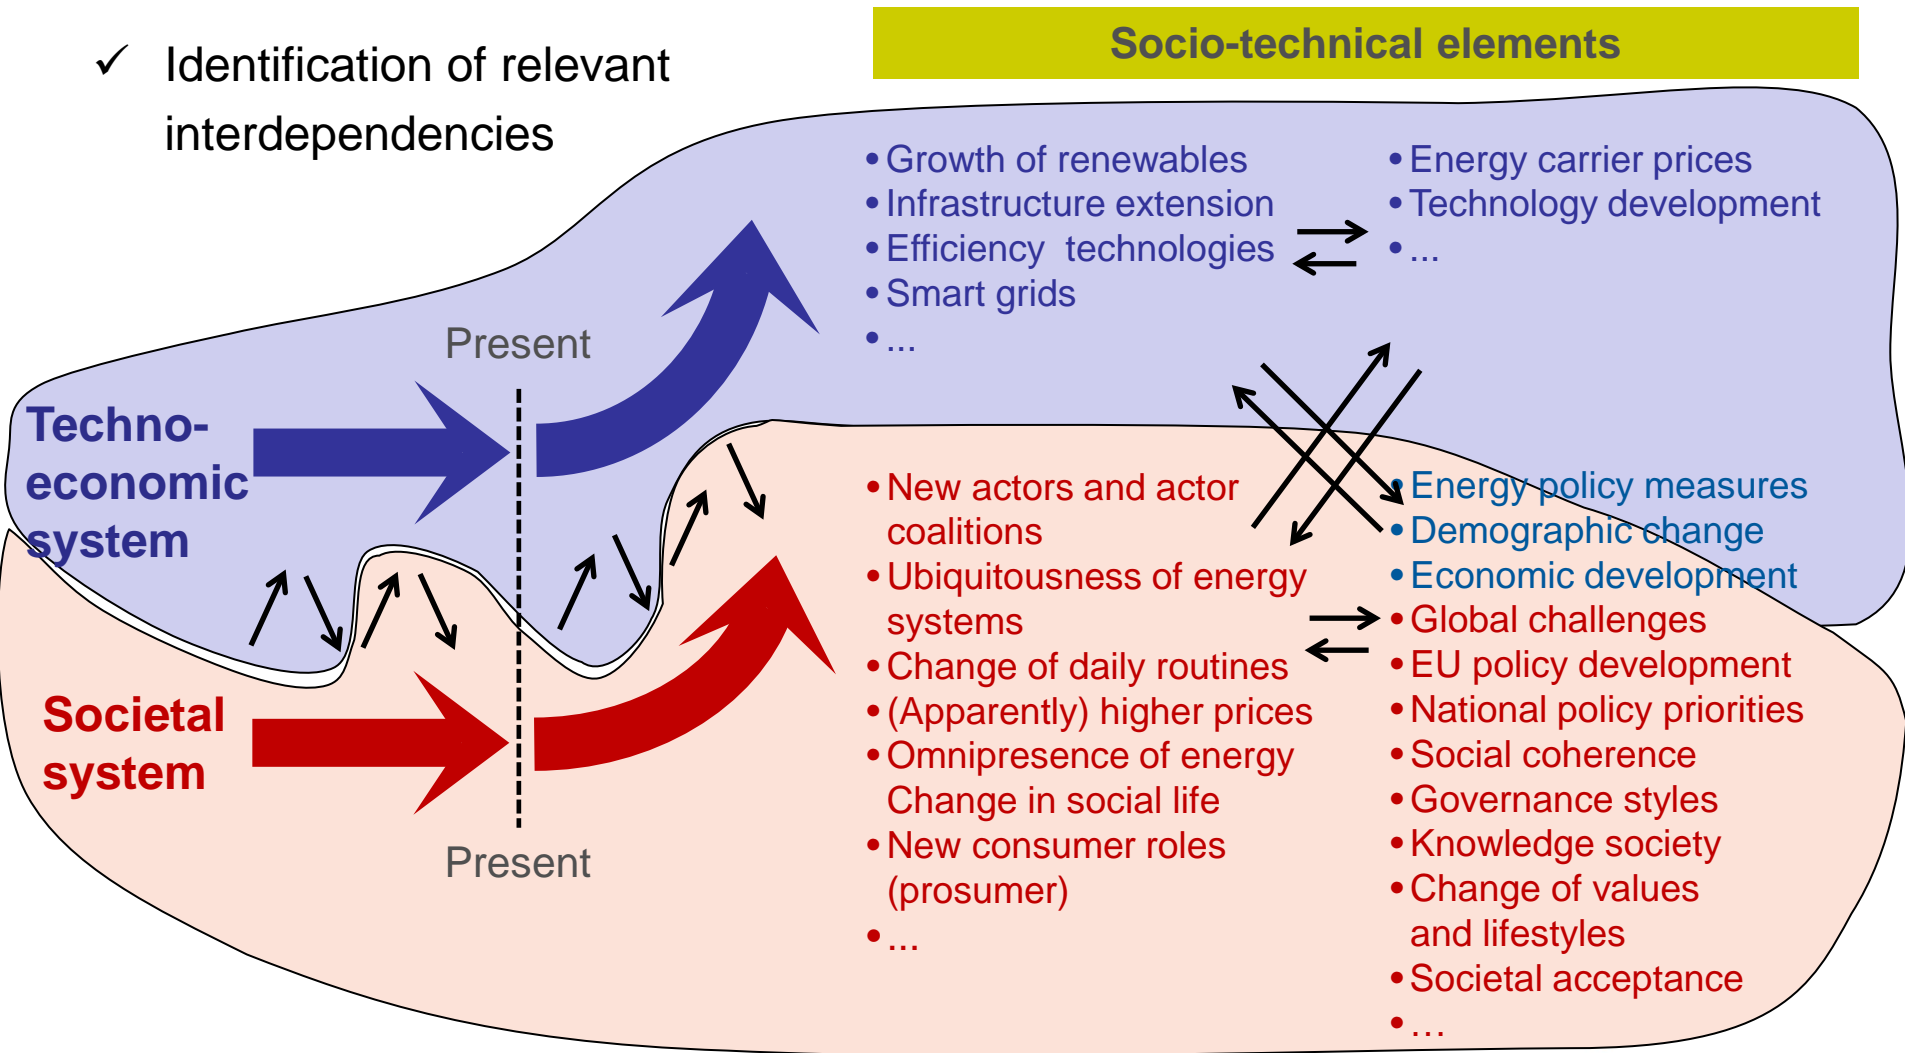 ✓ Identification of relevant
interdependencies
Socio-technical elements
• Growth of renewables
• Infrastructure extension
• Efficiency technologies
• Smart grids
• ...
• Energy carrier prices
• Technology development
• ...
Present
Techno-
economic
system
Societal
system
Present
• New actors and actor
coalitions
• Ubiquitousness of energy
systems
• Change of daily routines
• (Apparently) higher prices
• Omnipresence of energy
Change in social life
• New consumer roles
(prosumer)
• ...
• Energy policy measures
• Demographic change
• Economic development
• Global challenges
• EU policy development
• National policy priorities
• Social coherence
• Governance styles
• Knowledge society
• Change of values
and lifestyles
• Societal acceptance
• ...